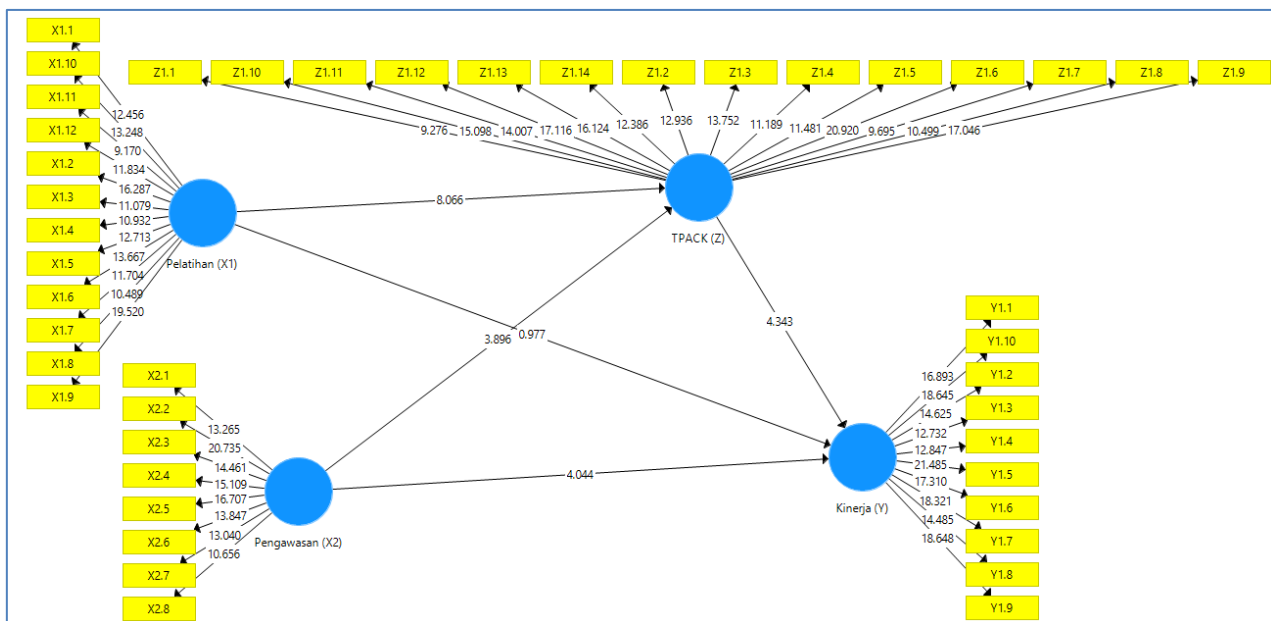 X1.1
X1.10
X1.11
X1.12
X1.2
X1.3
X1.4
X1.5
X1.6
X1.7
X1.8
X1.9
12.456
13.248
9.170
11.834
16.287
11.079
10.932
12.713
13.667
11.704
10.489
19.520
Pelatihan (X1)
Z1.1
Z1.10
Z1.11
Z1.12
Z1.13
Z1.14
Z1.2
Z1.3
Z1.4
Z1.5
Z1.6
Z1.7
Z1.8
Z1.9
9.276
15.098
14.007
17.116
16.124
12.386
12.936
13.752
11.189
11.481
20.920
9.695
10.499
17.046
TPACK (Z)
8.066
3.896
0.977
4.343
4.044
X2.1
X2.2
X2.3
X2.4
X2.5
X2.6
X2.7
X2.8
13.265
20.735
14.461
15.109
16.707
13.847
13.040
10.656
Pengawasan (X2)
Y1.1
Y1.10
Y1.2
Y1.3
Y1.4
Y1.5
Y1.6
Y1.7
Y1.8
Y1.9
16.893
18.645
14.625
12.732
12.847
21.485
17.310
18.321
14.485
18.648
Kinerja (Y)